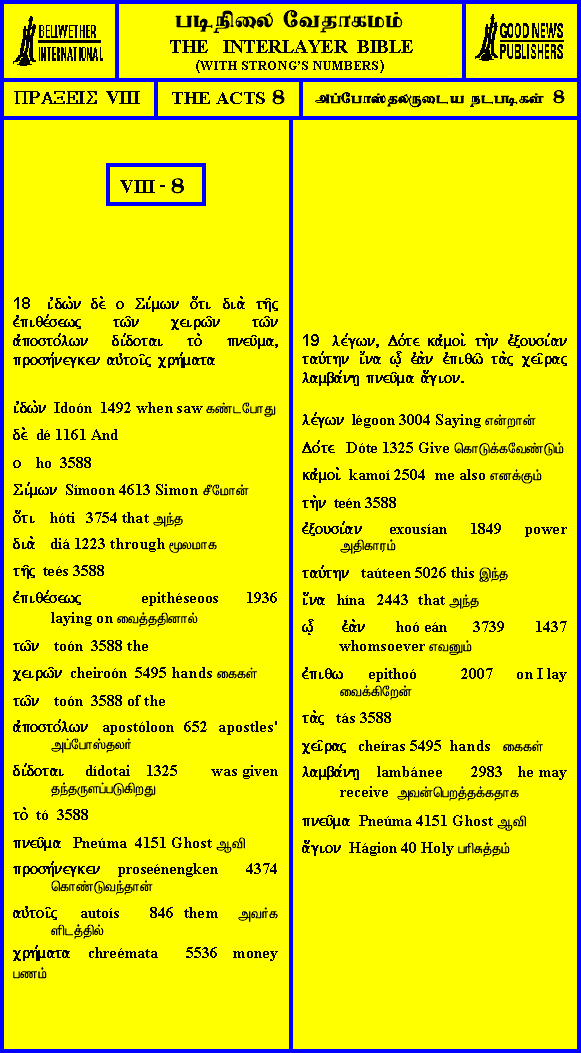 BELLWETHER
INTERNATIONAL
படிநிலை வேதாகமம்
THE INTERLAYER BIBLE
(WITH STRONG'S NUMBERS)
GOOD NEWS
PUBLISHERS
ΠΡΑΞΕΙΣ VIII
THE ACTS 8
அப்போஸ்தலருடைய நடபடிகள் 8
VIII - 8
18 ἰδὼν δὲ ο Σίμων ὅτι διὰ τῆς
ἐπιθέσεως τῶν χειρῶν τῶν
ἀποστόλων δίδοται τὸ πνεῦμα,
προσήνεγκεν αὐτοῖς χρήματα
ἰδὼν Idoón 1492 when saw கண்டபோது
δὲ dé 1161 And
ο ho 3588
Σίμων Símoon 4613 Simon சீமோன்
ὅτι hóti 3754 that அந்த
διὰ diá 1223 through மூலமாக
τῆς teés 3588
ἐπιθέσεως epithéseoos 1936
laying on வைத்ததினால்
τῶν toón 3588 the
χειρῶν cheiroón 5495 hands கைகள்
τῶν toón 3588 of the
ἀποστόλων apostóloon 652 apostles'
அப்போஸ்தலர்
δίδοται dídotai 1325 was given
தந்தருளப்படுகிறது
τὸ tó 3588
πνεῦμα Pneúma 4151 Ghost ஆவி
προσήνεγκεν proseénengken 4374
கொண்டுவந்தான்
αὐτοῖς autoís 846 them அவர்க
ளிடத்தில்
χρήματα chreémata 5536 money
பணம்
19 λέγων, Δότε κἀμοὶ τὴν ἐξουσίαν
ταύτην ἵνα ᾧ ἐὰν ἐπιθῶ τὰς χεῖρας
λαμβάνῃ πνεῦμα ἅγιον.
λέγων légoon 3004 Saying என்றான்
Δότε Dóte 1325 Give கொடுக்கவேண்டும்
κἀμοὶ kamoí 2504 me also எனக்கும்
τὴν teén 3588
ἐξουσίαν exousían 1849 power
அதிகாரம்
ταύτην taúteen 5026 this இந்த
ἵνα hína 2443 that அந்த
ᾧ ἐὰν hoó eán 3739 1437
whomsoever எவனும்
ἐπιθω epithoó 2007 on I lay
வைக்கிறேன்
τὰς tás 3588
χεῖρας cheíras 5495 hands கைகள்
λαμβάνῃ lambánee 2983 he may
receive அவன்பெறத்தக்கதாக
πνεῦμα Pneúma 4151 Ghost ஆவி
ἅγιον Hágion 40 Holy பரிசுத்தம்